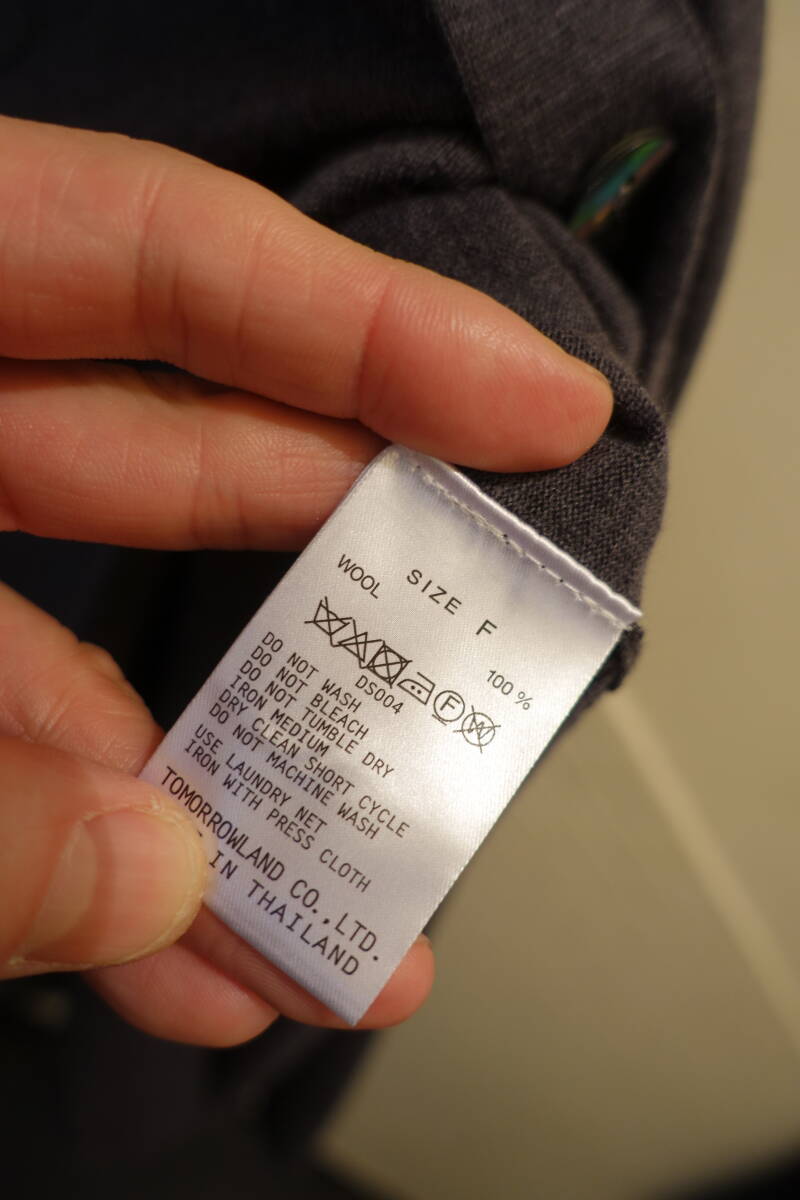 SIZE F
WOOL 100%
F W
DS004
DO NOT WASH
DO NOT BLEACH
DO NOT TUMBLE DRY
IRON MEDIUM
DRY CLEAN SHORT CYCLE
DO NOT MACHINE WASH
USE LAUNDRY NET
IRON WITH PRESS CLOTH
TOMORROWLAND CO.,LTD.
IN THAILAND